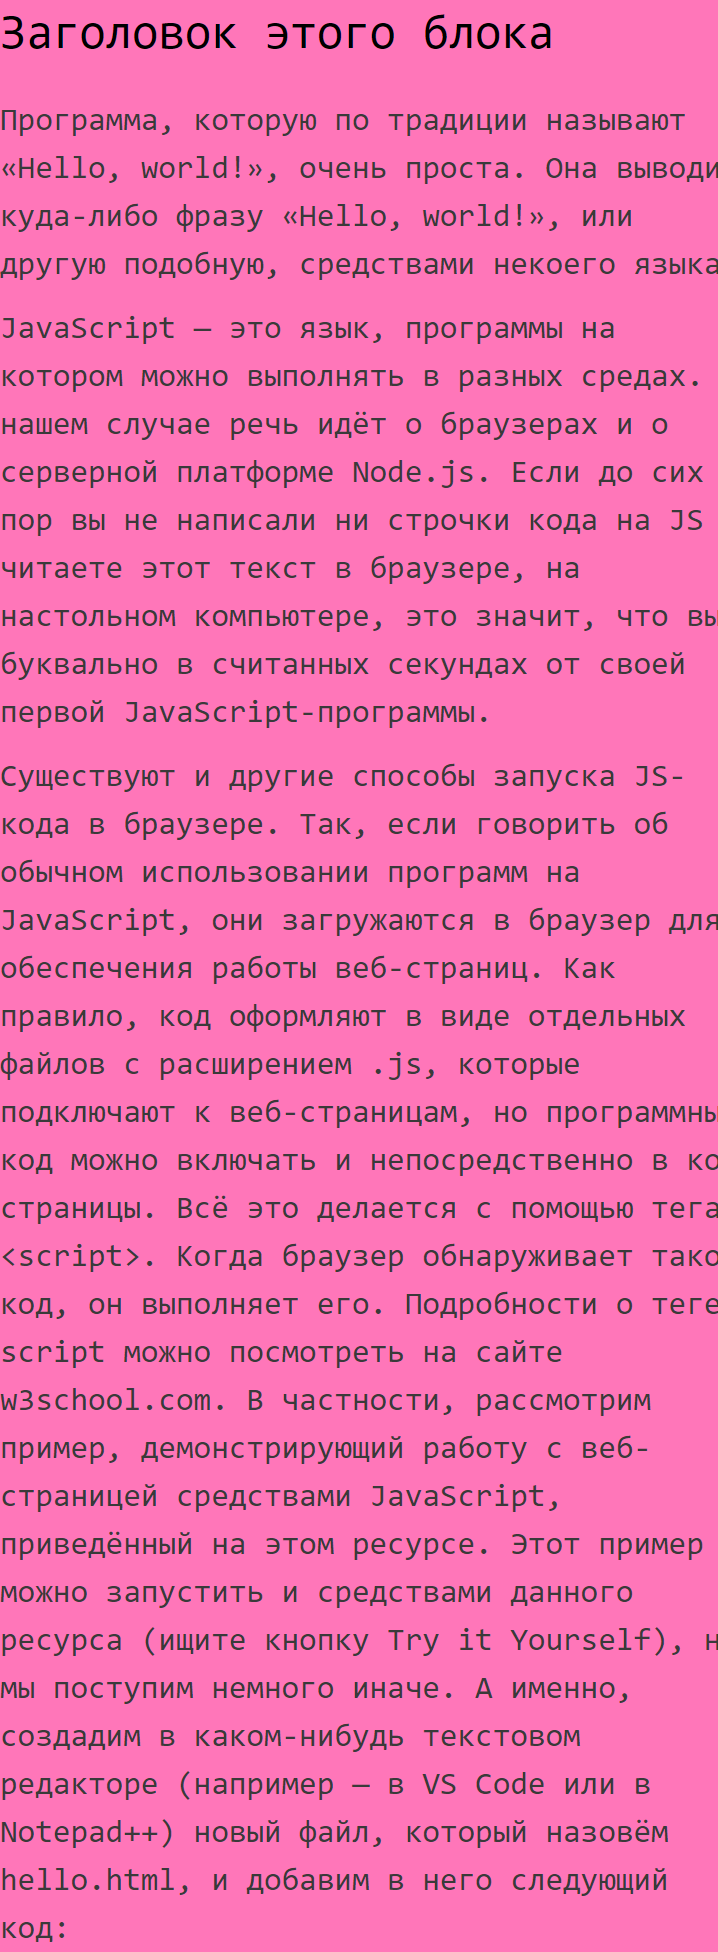 Заголовок этого блока
Программа, которую по традиции называют
«Hello, world!», очень проста. Она выводи
куда-либо фразу «Hello, world!», или
другую подобную, средствами некоего языка
JavaScript — это язык, программы на
котором можно выполнять в разных средах.
нашем случае речь идёт о браузерах и о
серверной платформе Node.js. Если до сих
пор вы не написали ни строчки кода на JS
читаете этот текст в браузере, на
настольном компьютере, это значит, что вы
буквально в считанных секундах от своей
первой JavaScript-программы.
Существуют и другие способы запуска JS-
кода в браузере. Так, если говорить об
обычном использовании программ на
JavaScript, они загружаются в браузер для
обеспечения работы веб-страниц. Как
правило, код оформляют в виде отдельных
файлов с расширением .js, которые
подключают к веб-страницам, но программны
код можно включать и непосредственно в ко
страницы. Всё это делается с помощью тега
<script>. Когда браузер обнаруживает тако
код, он выполняет его. Подробности о теге
script можно посмотреть на сайте
w3school.com. В частности, рассмотрим
пример, демонстрирующий работу с веб-
страницей средствами JavaScript,
приведённый на этом ресурсе. Этот пример
можно запустить и средствами данного
ресурса (ищите кнопку Try it Yourself), н
мы поступим немного иначе. А именно,
создадим в каком-нибудь текстовом
редакторе (например — в VS Code или в
Notepad++) новый файл, который назовём
hello.html, и добавим в него следующий
код: